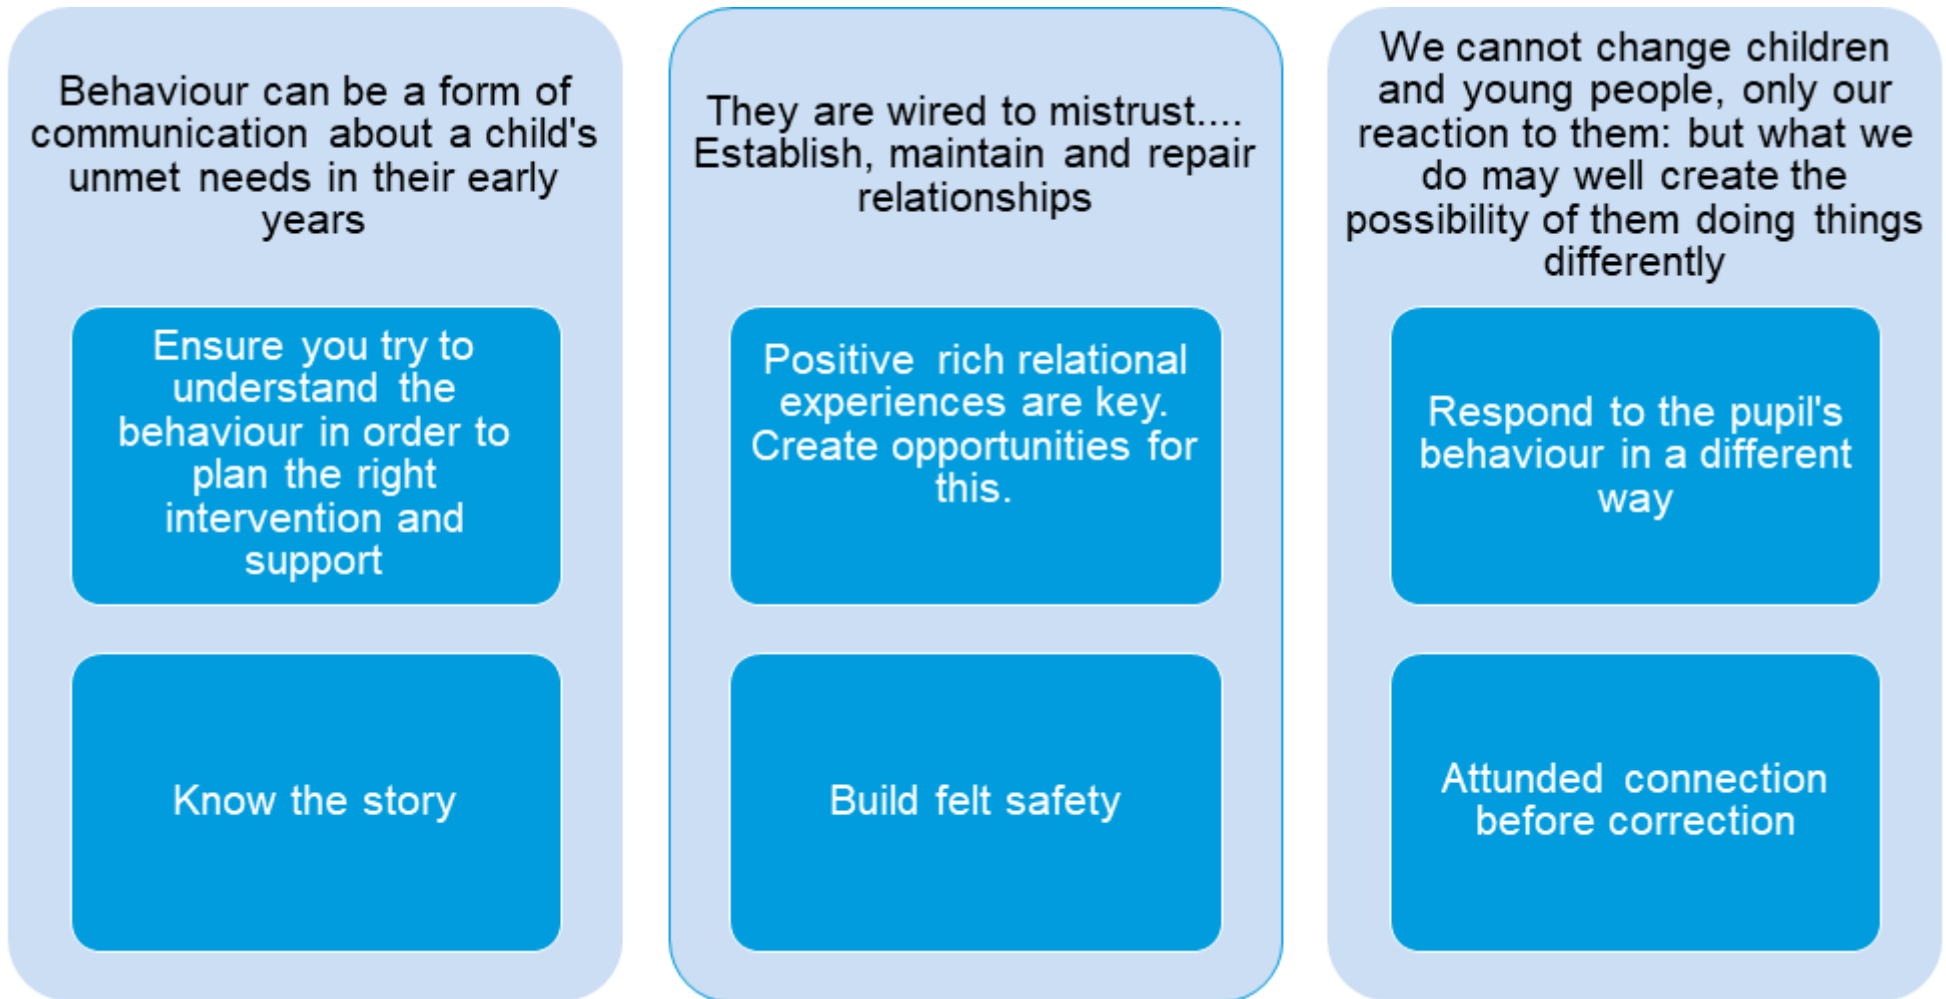 Behaviour can be a form of
communication about a child's
unmet needs in their early
years
Ensure you try to
understand the
behaviour in order to
plan the right
intervention and
support
Know the story
They are wired to mistrust....
Establish, maintain and repair
relationships
Positive rich relational
experiences are key.
Create opportunities for
this.
Build felt safety
We cannot change children
and young people, only our
reaction to them: but what we
do may well create the
possibility of them doing things
differently
Respond to the pupil's
behaviour in a different
way
Attunded connection
before correction